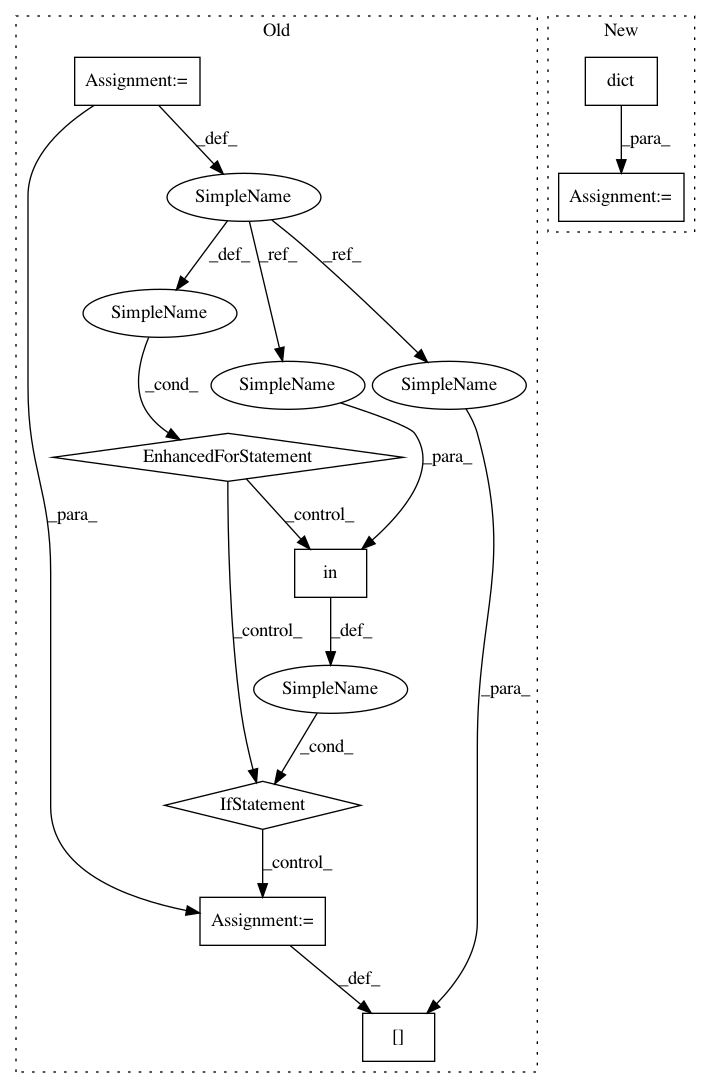 Old
New
Assignment:=
dict
_def_
_para_
SimpleName
Assignment:=
_def_
_ref_
_ref_
SimpleName
SimpleName
SimpleName
_cond_
EnhancedForStatement
_para_
_para_
_control_
in
_control_
_def_
SimpleName
_para_
_cond_
IfStatement
_control_
Assignment:=
_def_
[]